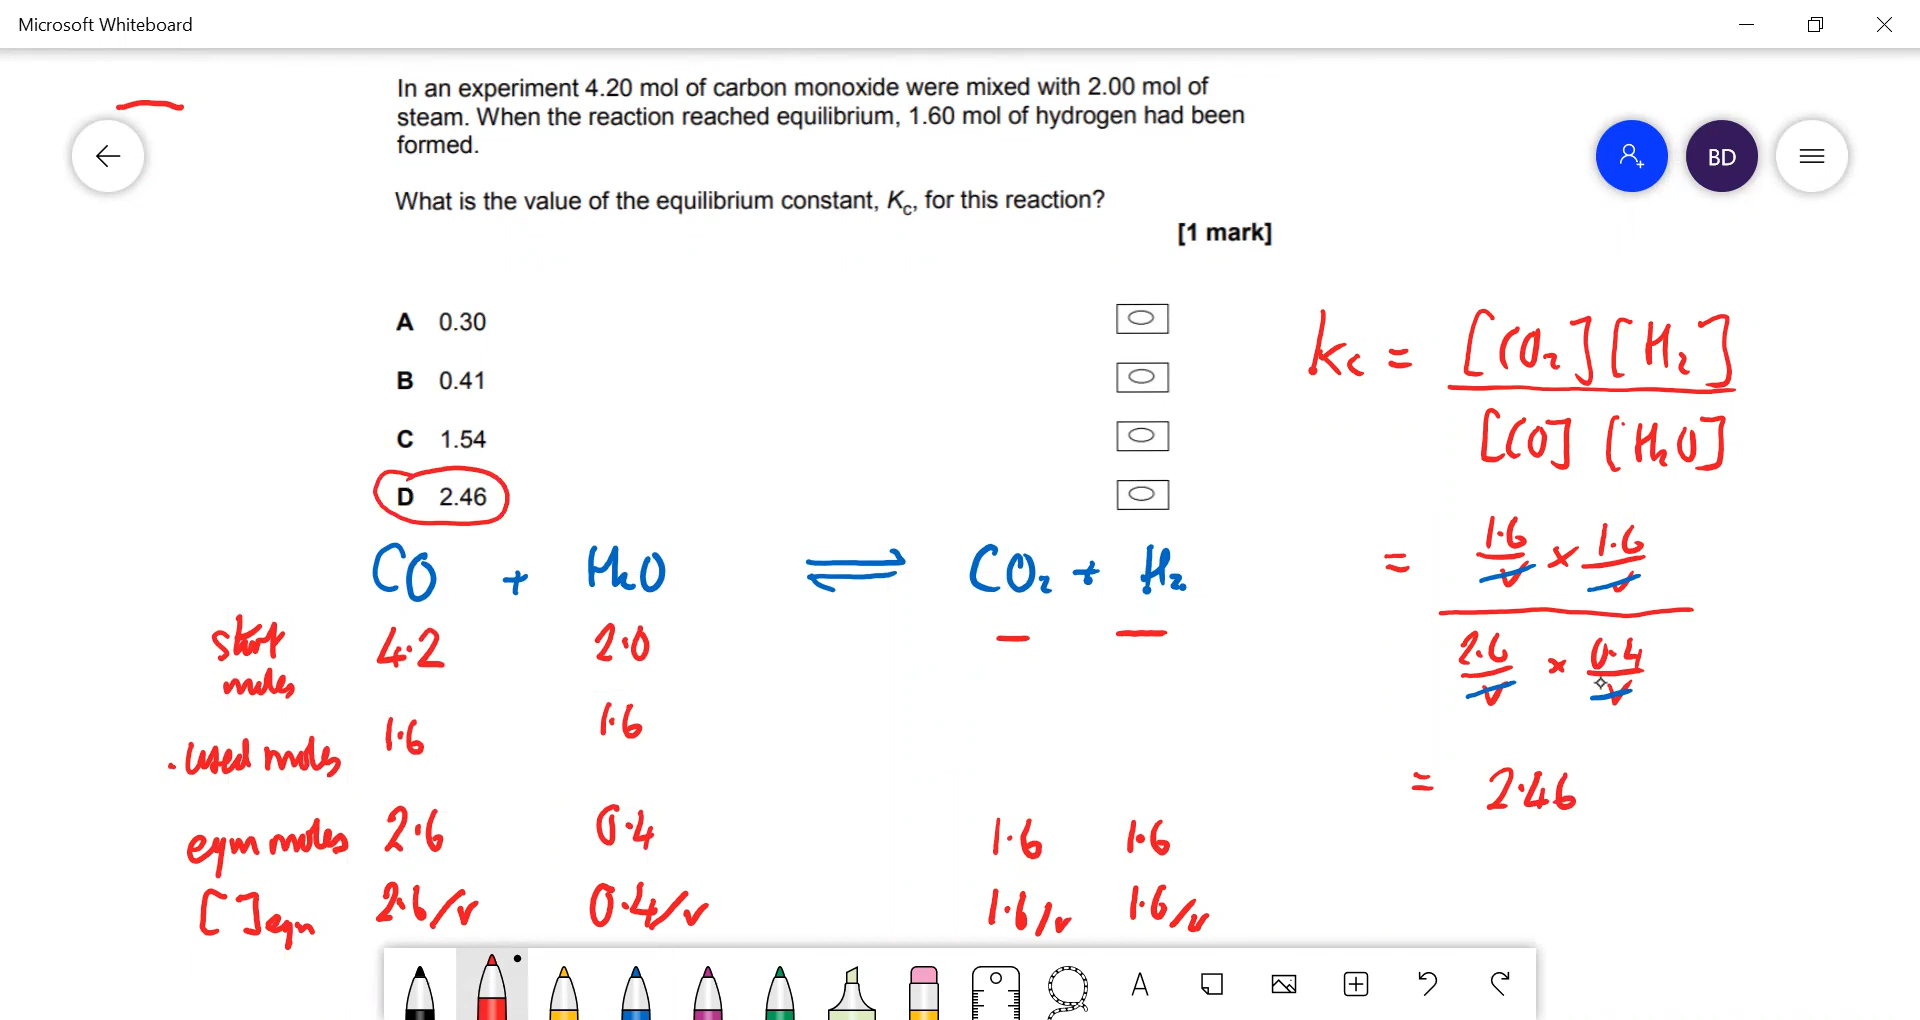 Microsoft Whiteboard
In an experiment 4.20 mol of carbon monoxide were mixed with 2.00 mol of
steam. When the reaction reached equilibrium, 1.60 mol of hydrogen had been
formed.
BD
What is the value of the equilibrium constant, Kc, for this reaction?
[1 mark]
A 0.30
B 0.41
C 1.54
D 2.46
Kc = [CO₂][H₂]
[CO] [H₂O]
= 1.6/v × 1.6/v
2.6/v × 0.4/v
= 2.46
CO + H₂O ⇌ CO₂ + H₂
start moles 4.2 2.0 — —
used moles 1.6 1.6
eqm moles 2.6 0.4 1.6 1.6
[ ]eqm 2.6/v 0.4/v 1.6/v 1.6/v
A